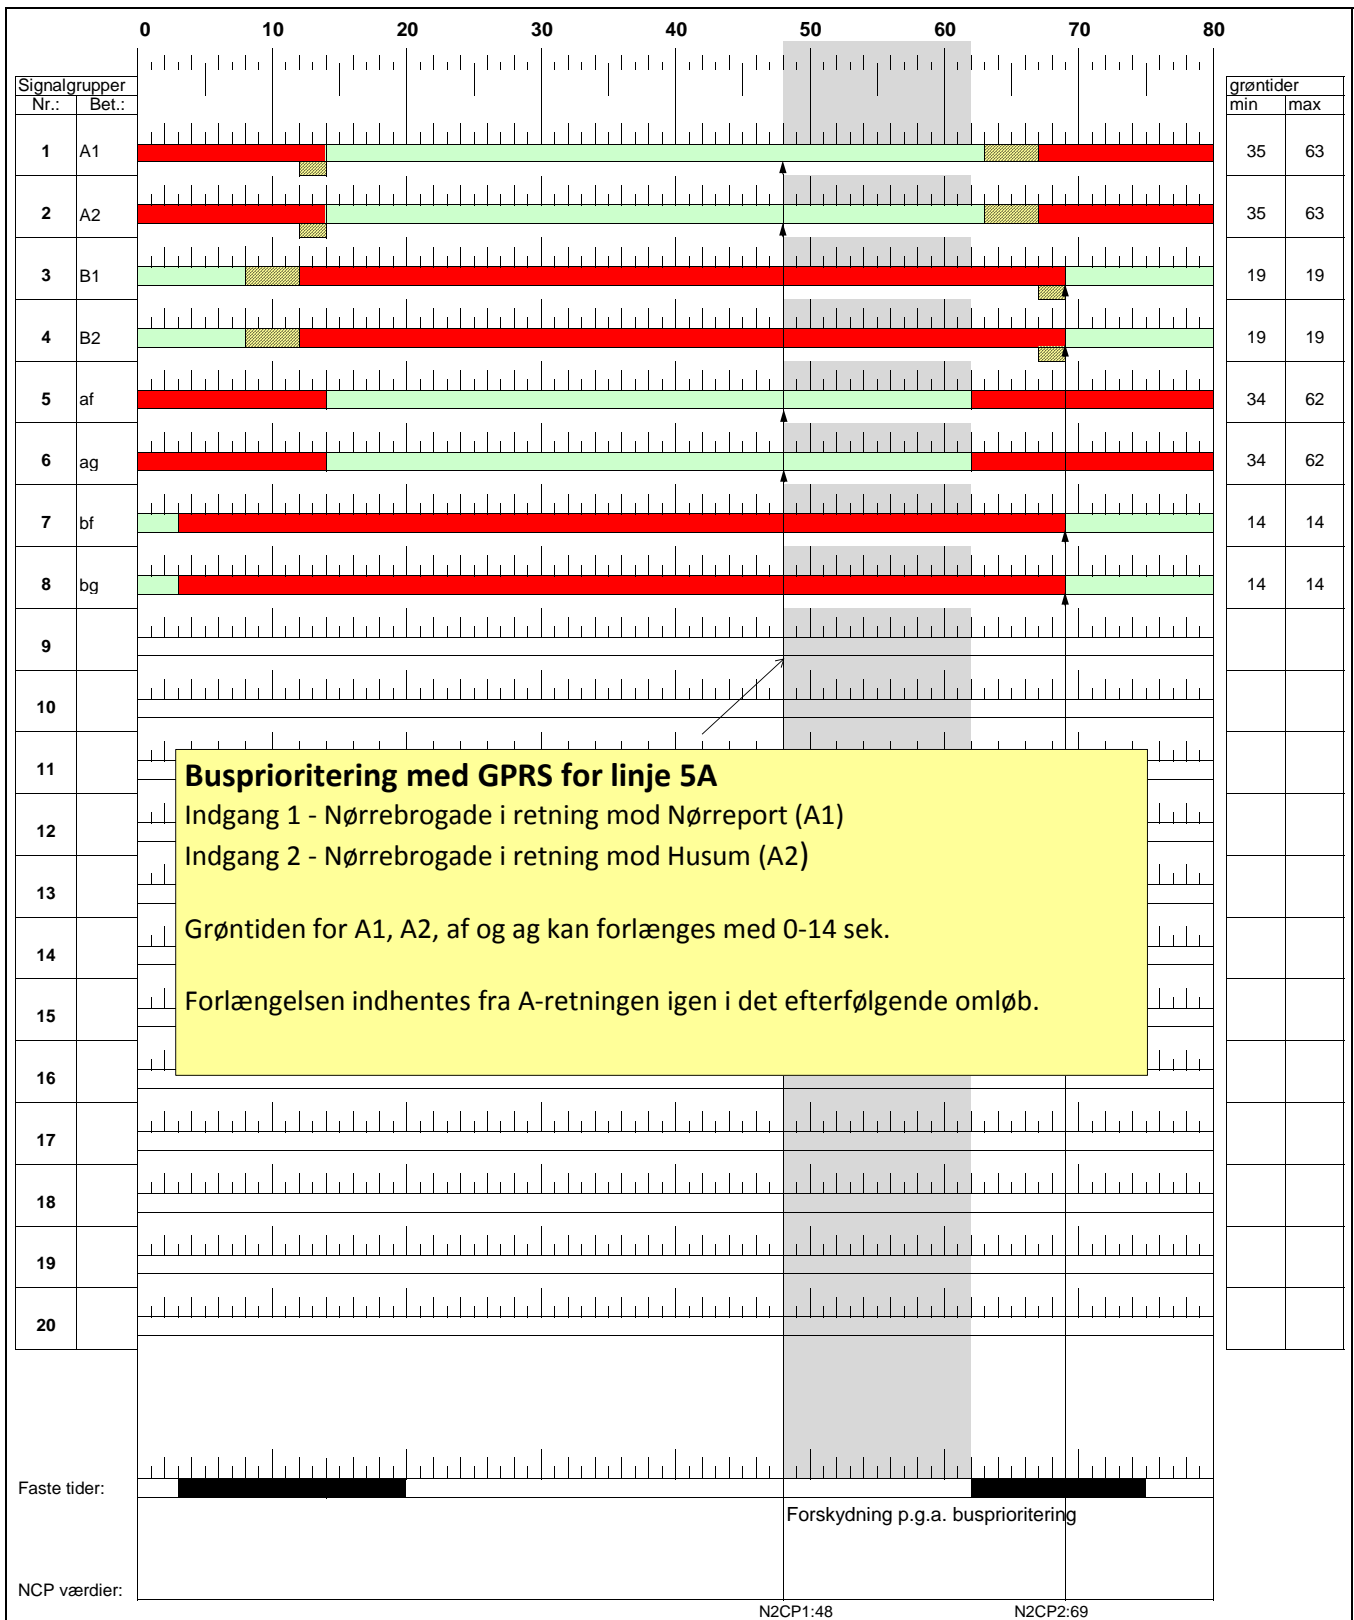 0 10 20 30 40 50 60 70 80
Signalgrupper grøntider
Nr.: Bet.: min max
1 A1 35 63
2 A2 35 63
3 B1 19 19
4 B2 19 19
5 af 34 62
6 ag 34 62
7 bf 14 14
8 bg 14 14
9
10
11
Busprioritering med GPRS for linje 5A
Indgang 1 - Nørrebrogade i retning mod Nørreport (A1)
12
Indgang 2 - Nørrebrogade i retning mod Husum (A2)
13
Grøntiden for A1, A2, af og ag kan forlænges med 0-14 sek.
14
Forlængelsen indhentes fra A-retningen igen i det efterfølgende omløb.
15
16
17
18
19
20
Faste tider:
Forskydning p.g.a. busprioritering
NCP værdier:
N2CP1:48 N2CP2:69